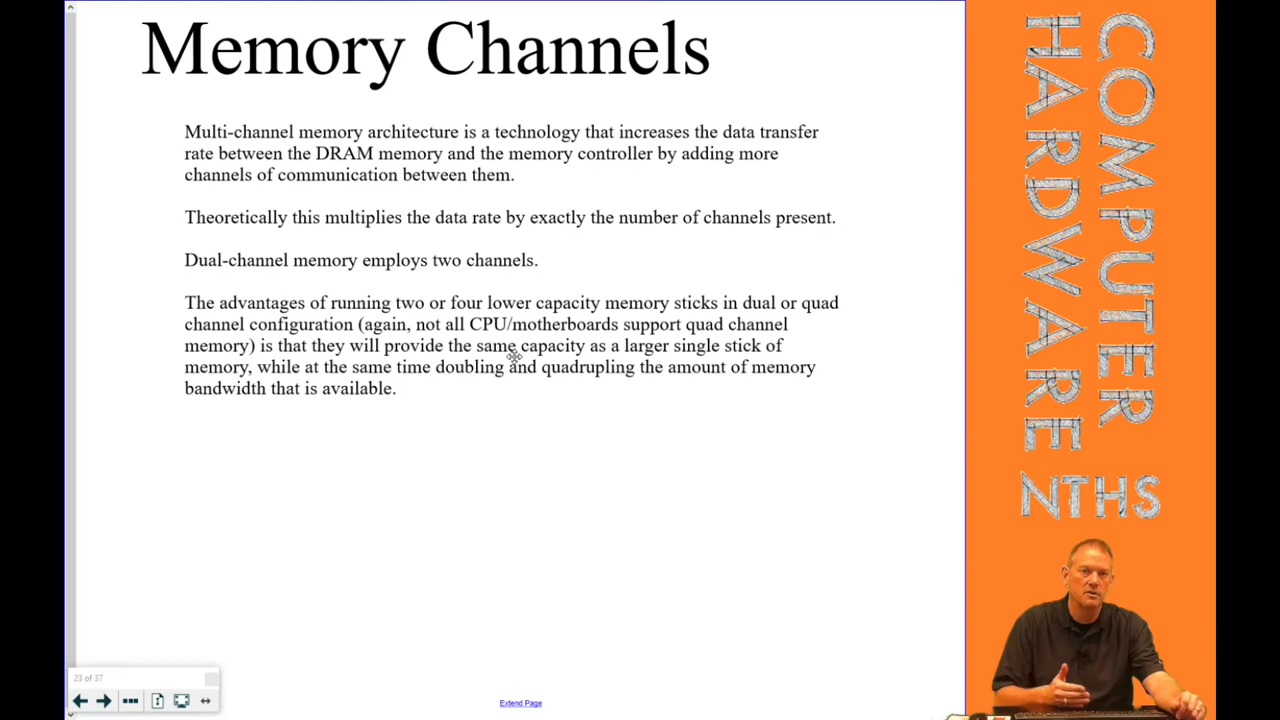 Memory Channels
Multi-channel memory architecture is a technology that increases the data transfer
rate between the DRAM memory and the memory controller by adding more
channels of communication between them.
Theoretically this multiplies the data rate by exactly the number of channels present.
Dual-channel memory employs two channels.
The advantages of running two or four lower capacity memory sticks in dual or quad
channel configuration (again, not all CPU/motherboards support quad channel
memory) is that they will provide the same capacity as a larger single stick of
memory, while at the same time doubling and quadrupling the amount of memory
bandwidth that is available.
23 of 37
Extend Page
COMPUTER
HARDWARE
NTHS